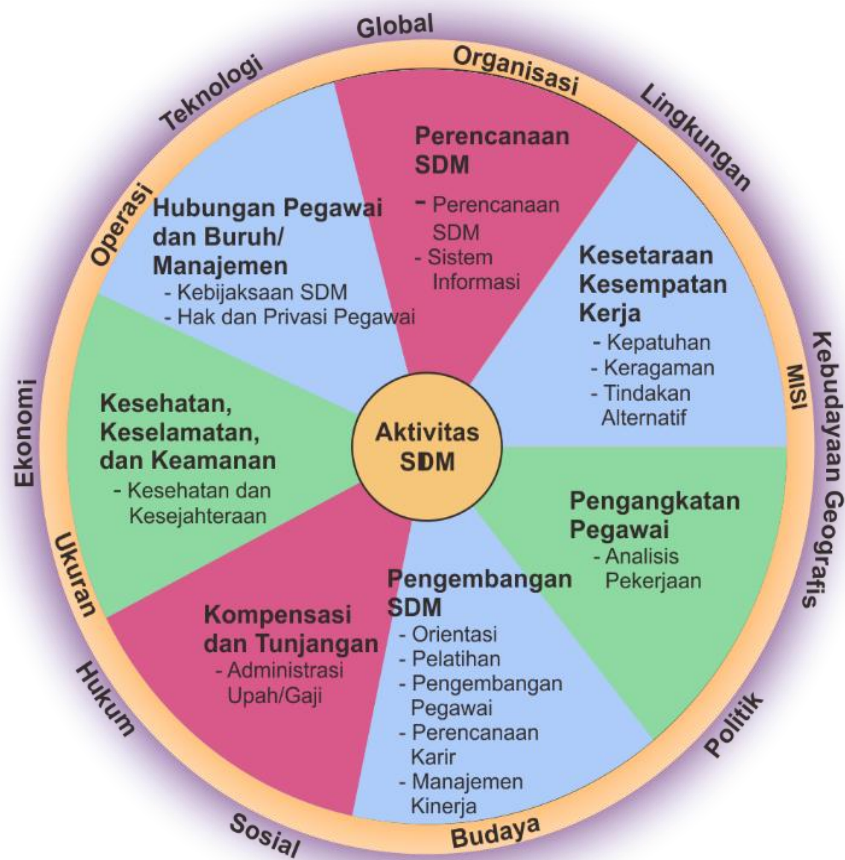 Global
Teknologi
Organisasi
Lingkungan
Operasi
Perencanaan
SDM
- Perencanaan
SDM
- Sistem
Informasi
Hubungan Pegawai
dan Buruh/
Manajemen
- Kebijaksaan SDM
- Hak dan Privasi Pegawai
Kesetaraan
Kesempatan
Kerja
- Kepatuhan
- Keragaman
- Tindakan
Alternatif
MISI
Kebudayaan Geografis
Ekonomi
Kesehatan,
Keselamatan,
dan Keamanan
- Kesehatan dan
Kesejahteraan
Aktivitas
SDM
Pengangkatan
Pegawai
- Analisis
Pekerjaan
Ukuran
Kompensasi
dan Tunjangan
- Administrasi
Upah/Gaji
Pengembangan
SDM
- Orientasi
- Pelatihan
- Pengembangan
Pegawai
- Perencanaan
Karir
- Manajemen
Kinerja
Hukum
Politik
Sosial
Budaya